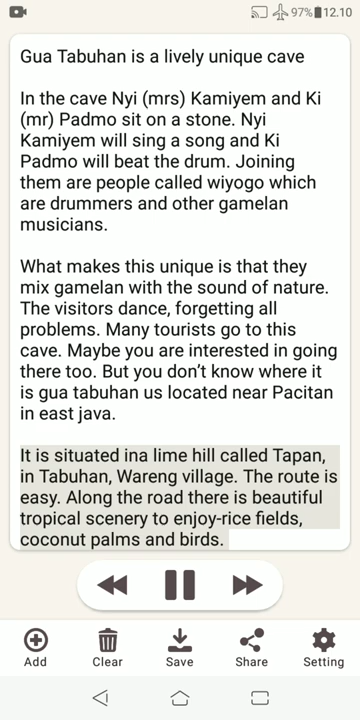 97% 12.10
Gua Tabuhan is a lively unique cave
In the cave Nyi (mrs) Kamiyem and Ki
(mr) Padmo sit on a stone. Nyi
Kamiyem will sing a song and Ki
Padmo will beat the drum. Joining
them are people called wiyogo which
are drummers and other gamelan
musicians.
What makes this unique is that they
mix gamelan with the sound of nature.
The visitors dance, forgetting all
problems. Many tourists go to this
cave. Maybe you are interested in going
there too. But you don't know where it
is gua tabuhan us located near Pacitan
in east java.
It is situated ina lime hill called Tapan,
in Tabuhan, Wareng village. The route is
easy. Along the road there is beautiful
tropical scenery to enjoy-rice fields,
coconut palms and birds.
Add Clear Save Share Setting